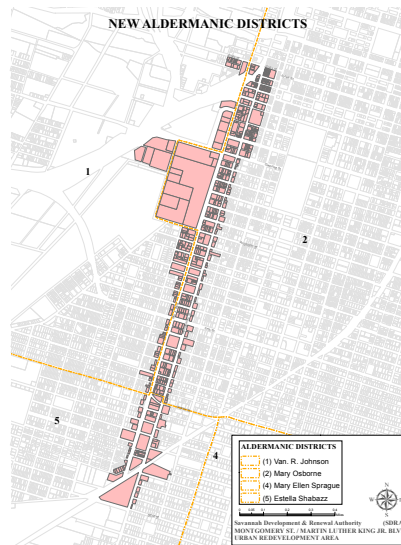 NEW ALDERMANIC DISTRICTS
1
2
5
4
ALDERMANIC DISTRICTS
(1) Van. R. Johnson
(2) Mary Osborne
(4) Mary Ellen Sprague
(5) Estella Shabazz
Savannah Development & Renewal Authority (SDRA
MONTGOMERY ST. / MARTIN LUTHER KING JR. BLV
URBAN REDEVELOPMENT AREA